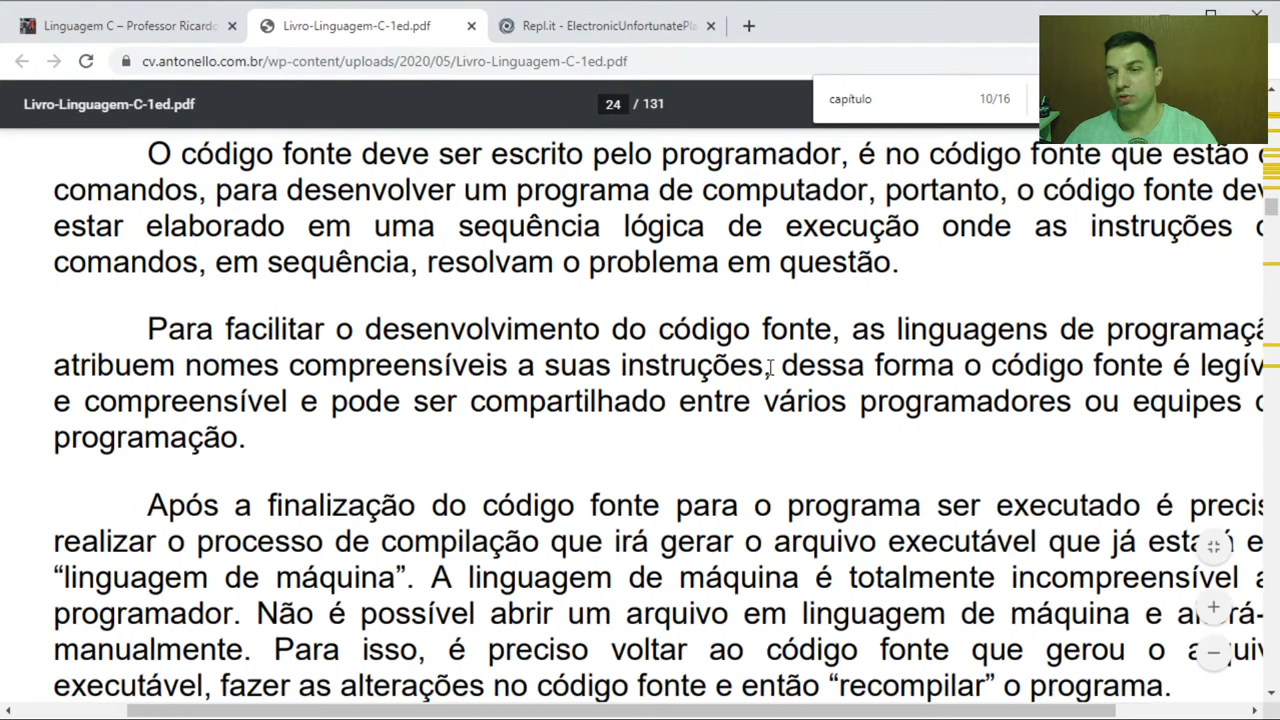 Linguagem C – Professor Ricardo
Livro-Linguagem-C-1ed.pdf
Repl.it - ElectronicUnfortunatePla
cv.antonello.com.br/wp-content/uploads/2020/05/Livro-Linguagem-C-1ed.pdf
Livro-Linguagem-C-1ed.pdf
24 / 131
capítulo 10/16
O código fonte deve ser escrito pelo programador, é no código fonte que estão
comandos, para desenvolver um programa de computador, portanto, o código fonte dev
estar elaborado em uma sequência lógica de execução onde as instruções
comandos, em sequência, resolvam o problema em questão.
Para facilitar o desenvolvimento do código fonte, as linguagens de programaçã
atribuem nomes compreensíveis a suas instruções, dessa forma o código fonte é legív
e compreensível e pode ser compartilhado entre vários programadores ou equipes
programação.
Após a finalização do código fonte para o programa ser executado é precis
realizar o processo de compilação que irá gerar o arquivo executável que já estará e
“linguagem de máquina”. A linguagem de máquina é totalmente incompreensível a
programador. Não é possível abrir um arquivo em linguagem de máquina e alterá-
manualmente. Para isso, é preciso voltar ao código fonte que gerou o arquiv
executável, fazer as alterações no código fonte e então “recompilar” o programa.